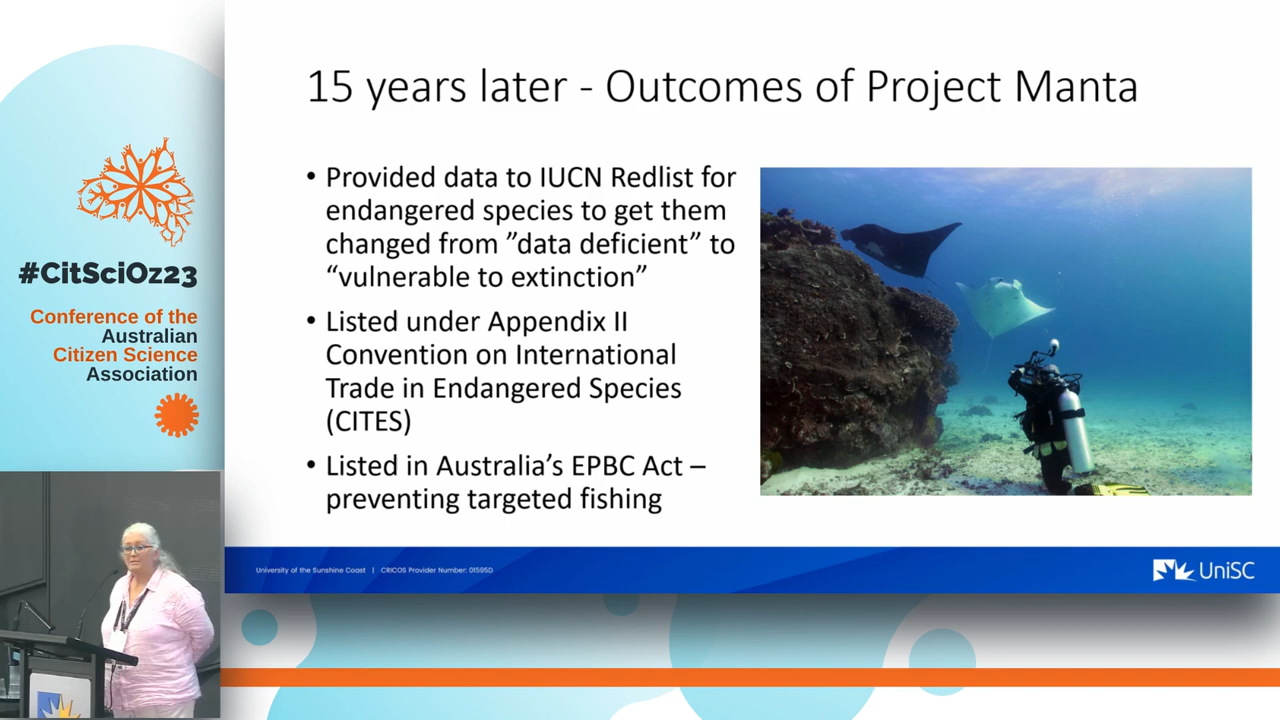 15 years later - Outcomes of Project Manta
• Provided data to IUCN Redlist for
endangered species to get them
changed from ”data deficient” to
“vulnerable to extinction”
• Listed under Appendix II
Convention on International
Trade in Endangered Species
(CITES)
• Listed in Australia’s EPBC Act –
preventing targeted fishing
#CitSciOz23
Conference of the
Australian
Citizen Science
Association
University of the Sunshine Coast | CRICOS Provider Number: 01595D
UniSC